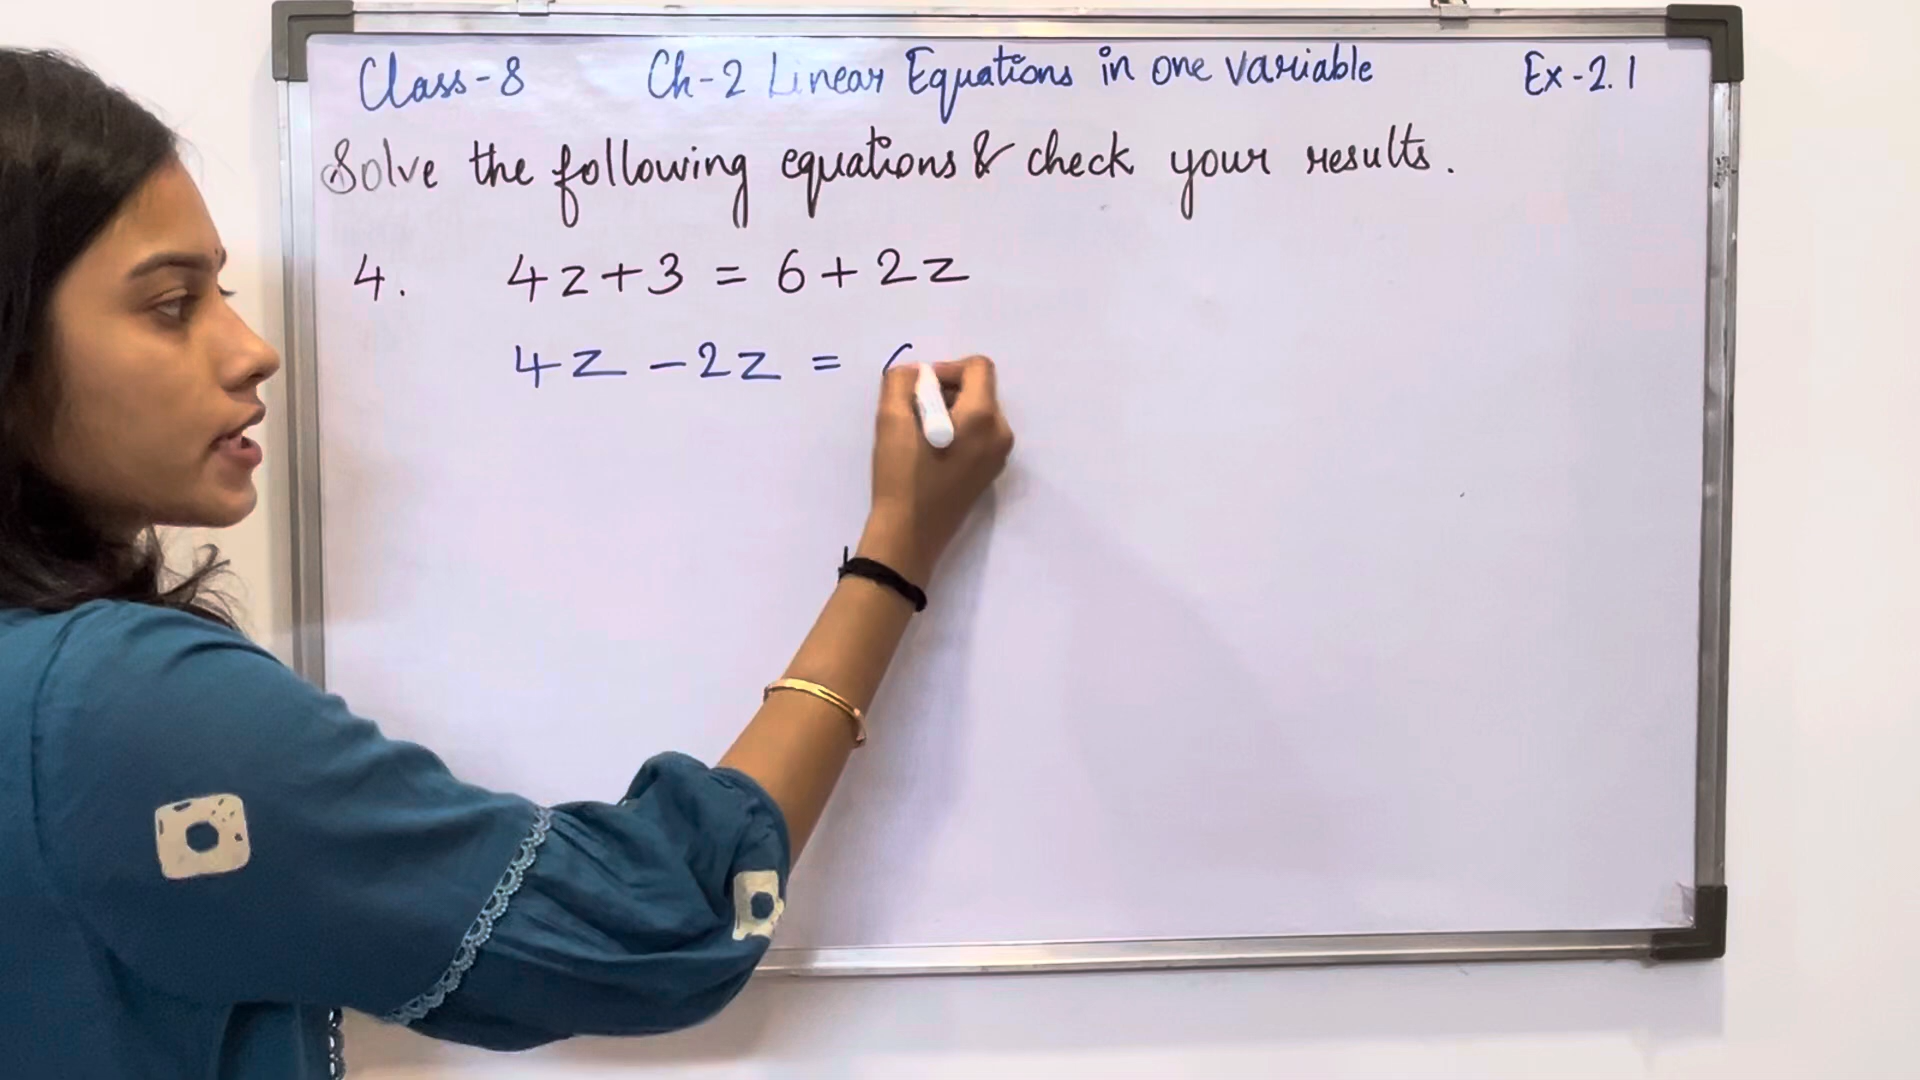 Class-8 Ch-2 Linear Equations in one variable Ex-2.1
Solve the following equations & check your results.
4. 4z+3 = 6+2z
4z-2z = 6